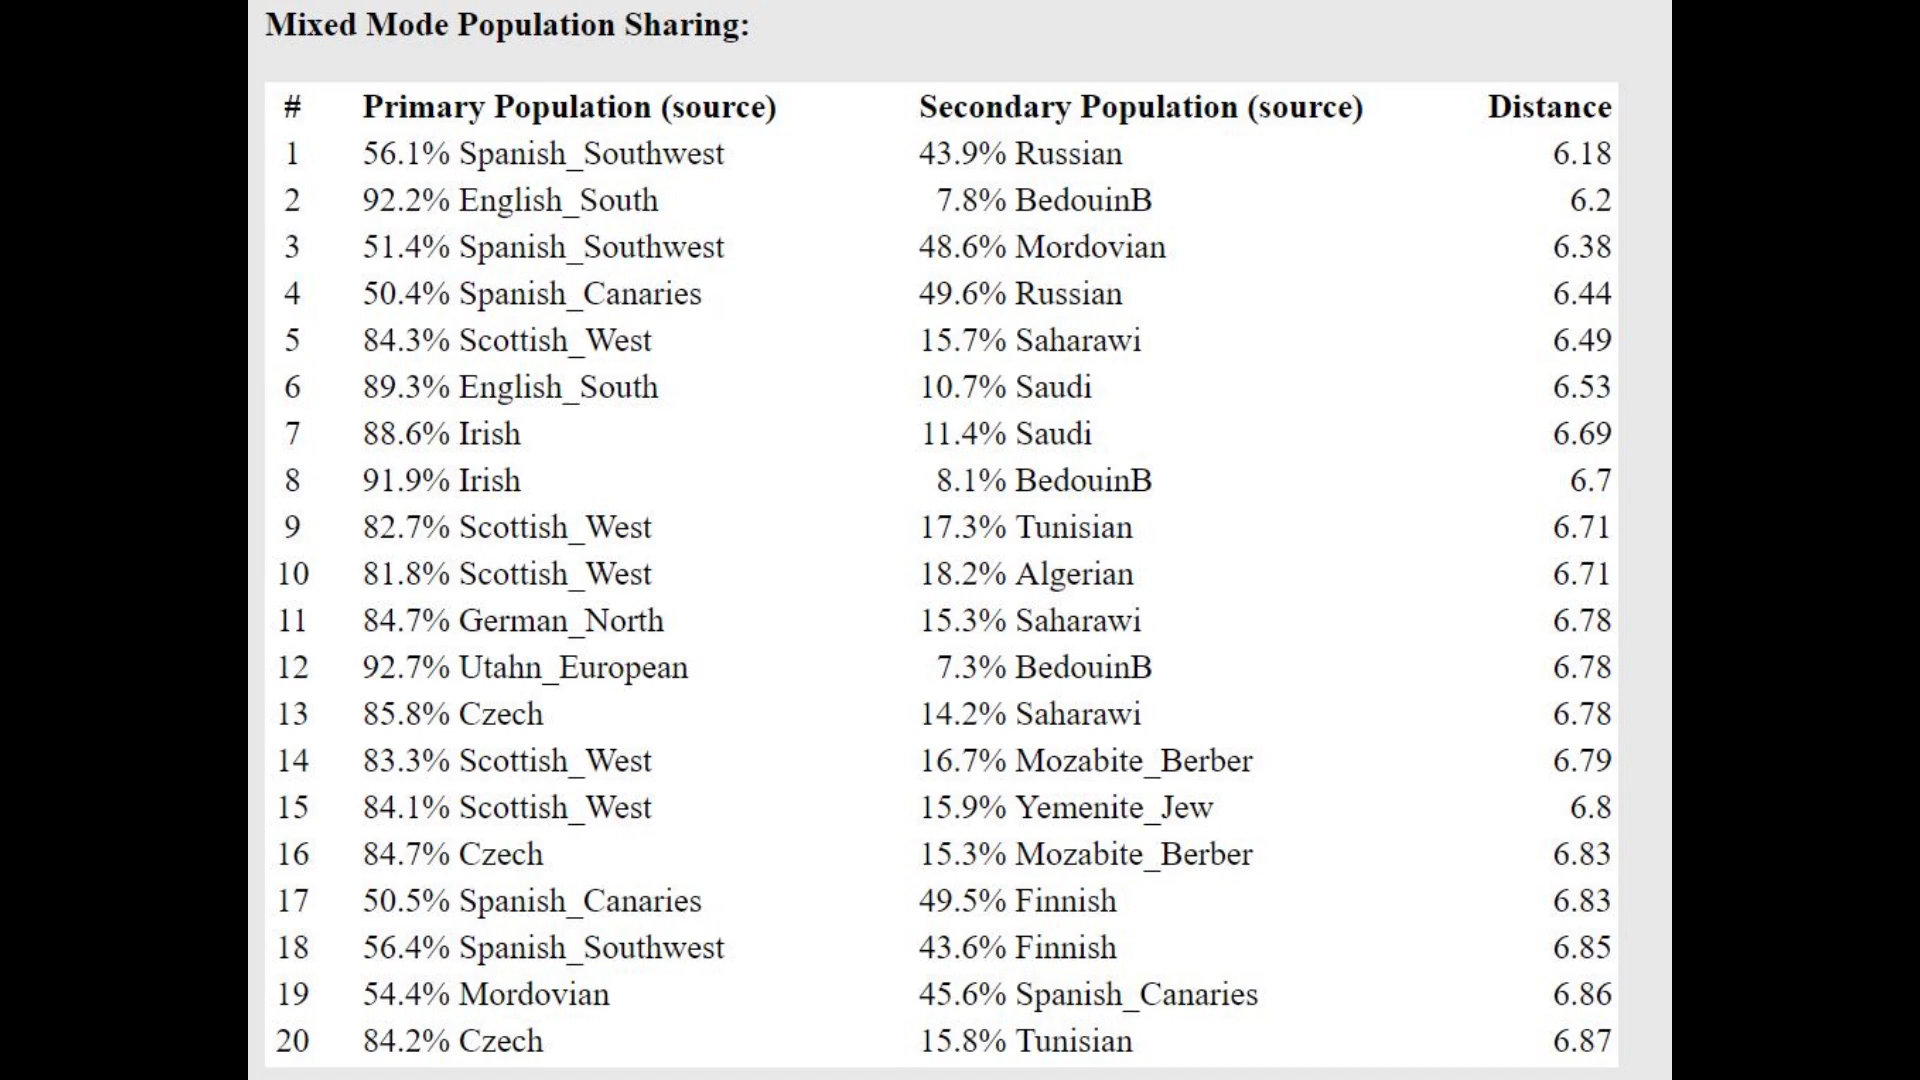 Mixed Mode Population Sharing:
# Primary Population (source) Secondary Population (source) Distance
1 56.1% Spanish_Southwest 43.9% Russian 6.18
2 92.2% English_South 7.8% BedouinB 6.2
3 51.4% Spanish_Southwest 48.6% Mordovian 6.38
4 50.4% Spanish_Canaries 49.6% Russian 6.44
5 84.3% Scottish_West 15.7% Saharawi 6.49
6 89.3% English_South 10.7% Saudi 6.53
7 88.6% Irish 11.4% Saudi 6.69
8 91.9% Irish 8.1% BedouinB 6.7
9 82.7% Scottish_West 17.3% Tunisian 6.71
10 81.8% Scottish_West 18.2% Algerian 6.71
11 84.7% German_North 15.3% Saharawi 6.78
12 92.7% Utahn_European 7.3% BedouinB 6.78
13 85.8% Czech 14.2% Saharawi 6.78
14 83.3% Scottish_West 16.7% Mozabite_Berber 6.79
15 84.1% Scottish_West 15.9% Yemenite_Jew 6.8
16 84.7% Czech 15.3% Mozabite_Berber 6.83
17 50.5% Spanish_Canaries 49.5% Finnish 6.83
18 56.4% Spanish_Southwest 43.6% Finnish 6.85
19 54.4% Mordovian 45.6% Spanish_Canaries 6.86
20 84.2% Czech 15.8% Tunisian 6.87